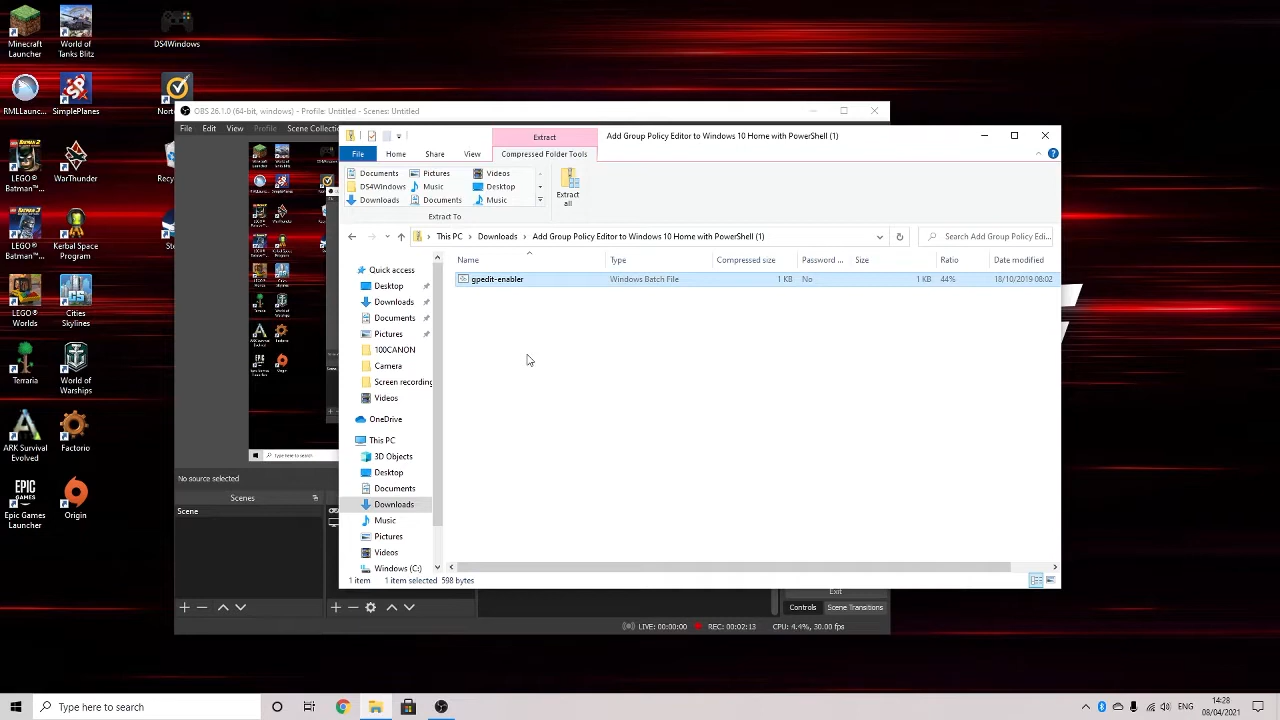 Minecraft
Launcher
World of
Tanks Blitz
DS4Windows
RMLLaunc...
SimplePlanes
LEGO®
Batman™...
WarThunder
LEGO®
Batman™...
Kerbal Space
Program
LEGO ®
Worlds
Cities
Skylines
Terraria
World of
Warships
ARK Survival
Evolved
Factorio
EPIC
GAMES
Epic Games
Launcher
Origin
OBS 26.1.0 (64-bit, windows) - Profile: Untitled - Scenes: Untitled
File Edit View Profile Scene Collecti
Extract
Add Group Policy Editor to Windows 10 Home with PowerShell (1)
File Home Share View Compressed Folder Tools
Documents Pictures Videos
DS4Windows Music Desktop
Downloads Documents Music
Extract
all
Extract To
This PC > Downloads > Add Group Policy Editor to Windows 10 Home with PowerShell (1)
Search Add Group Policy Edi...
Name Type Compressed size Password ... Size Ratio Date modified
gpedit-enabler Windows Batch File 1 KB No 1 KB 44% 18/10/2019 08:02
Quick access
Desktop
Downloads
Documents
Pictures
100CANON
Camera
Screen recording
Videos
OneDrive
This PC
3D Objects
Desktop
Documents
Downloads
Music
Pictures
Videos
Windows (C:)
1 item 1 item selected 598 bytes
Type here to search
No source selected
Scenes
Scene
Exit
Controls Scene Transitions
LIVE: 00:00:00 REC: 00:02:13 CPU: 4.4%, 30.00 fps
Type here to search
ENG
14:28
08/04/2021